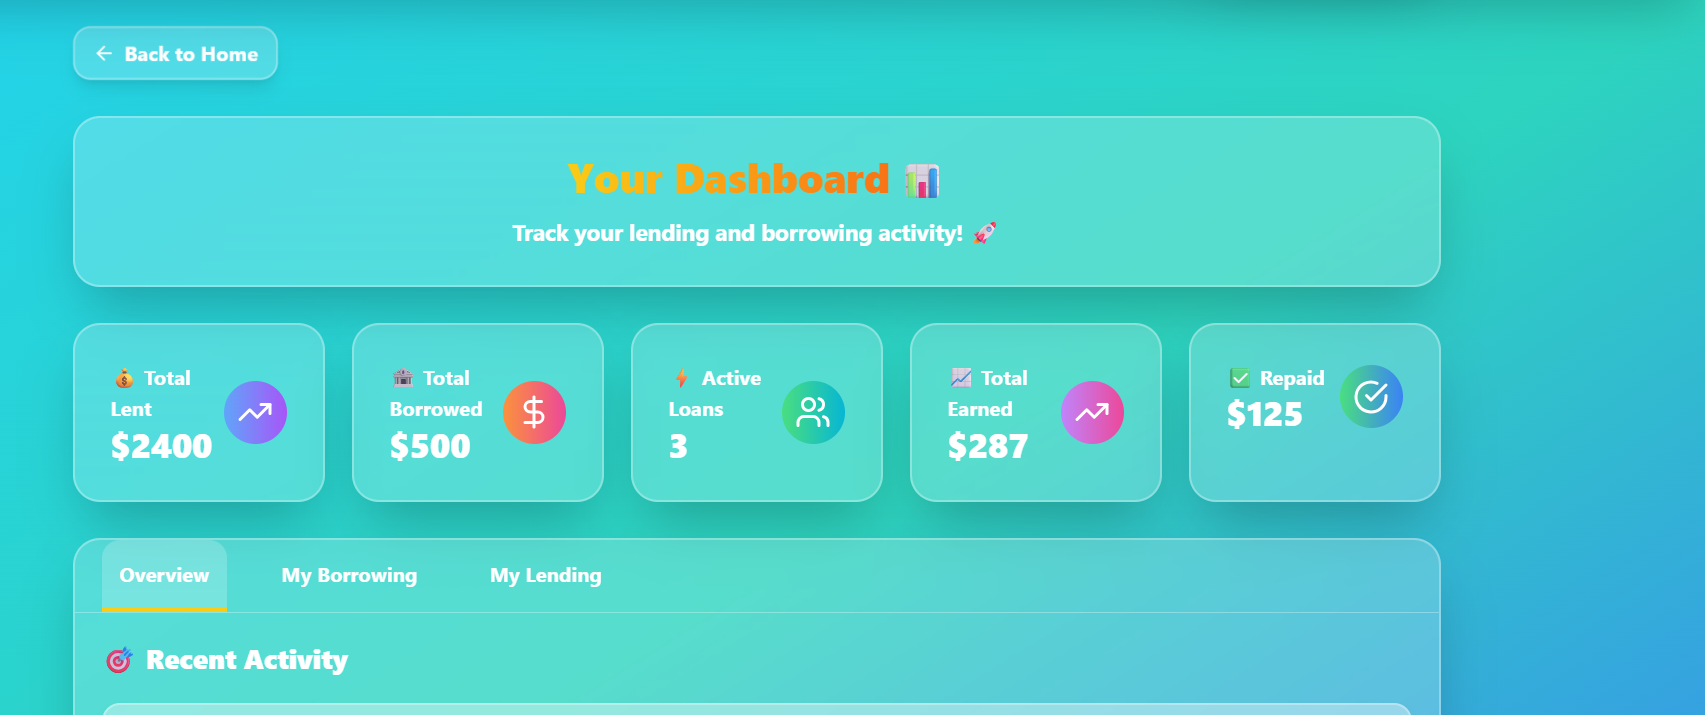 Back to Home
Your Dashboard 📊
Track your lending and borrowing activity! 🚀
💰 Total
Lent
$2400
🏦 Total
Borrowed
$500
⚡ Active
Loans
3
📈 Total
Earned
$287
✅ Repaid
$125
Overview
My Borrowing
My Lending
🎯 Recent Activity